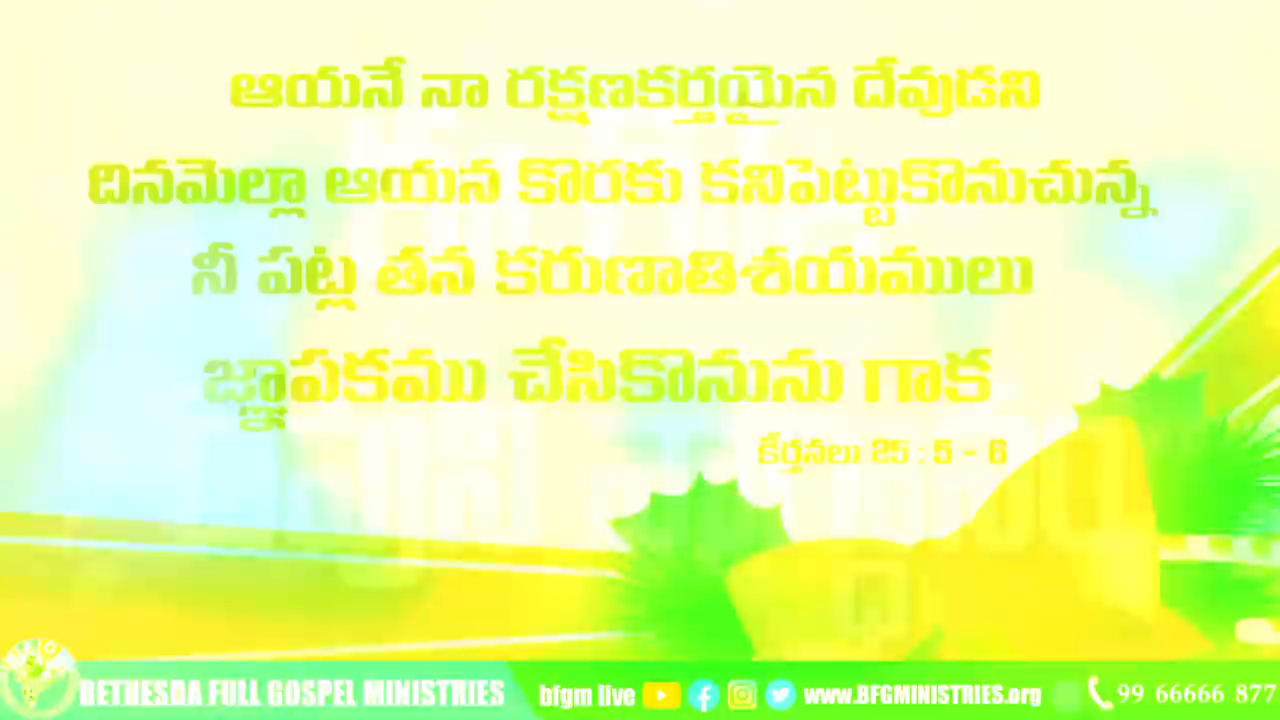 ఆయనే నా రక్షణకర్తయైన దేవుడని
దినమెల్లా ఆయన కొరకు కనిపెట్టుకొనుచున్న
నీ పట్ల తన కరుణాతిశయములు
జ్ఞాపకము చేసికొనును గాక
కీర్తనలు 25 : 5 - 6
BETHESDA FULL GOSPEL MINISTRIES bfgm live www.BFGMINISTRIES.org 99 66666 877